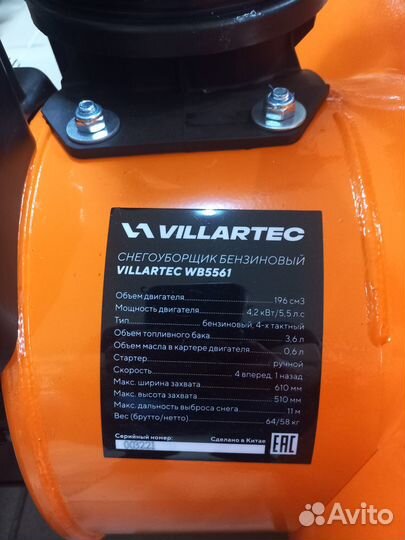 VILLARTEC
СНЕГОУБОРЩИК БЕНЗИНОВЫЙ
VILLARTEC WB5561
Объем двигателя 196 см3
Мощность двигателя 4,2 кВт/5,5 л.с
Тип бензиновый, 4-х тактный
Объем топливного бака 3,6 л
Объем масла в картере двигателя 0,6 л
Стартер ручной
Скорость 4 вперед, 1 назад
Макс. ширина захвата 610 мм
Макс. высота захвата 510 мм
Макс. дальность выброса снега 11 м
Вес (брутто/нетто) 64/58 кг
Серийный номер: Сделано в Китае
003221 EAC
Avito